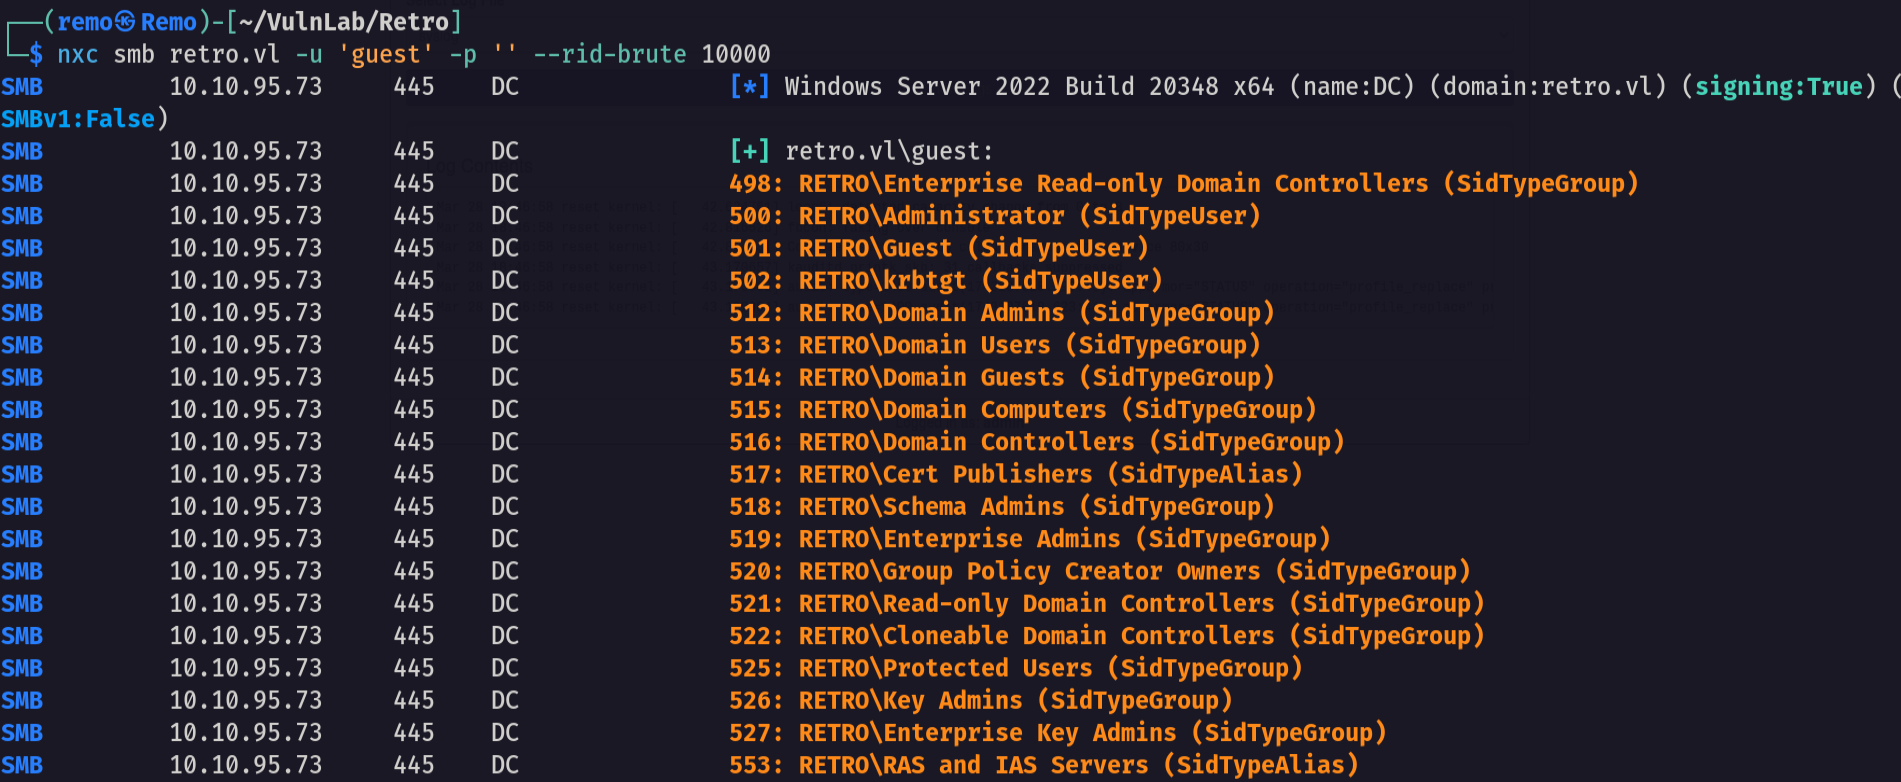 ┌──(remo㉿Remo)-[~/VulnLab/Retro]
└─$ nxc smb retro.vl -u 'guest' -p '' --rid-brute 10000
SMB 10.10.95.73 445 DC [*] Windows Server 2022 Build 20348 x64 (name:DC) (domain:retro.vl) (signing:True) (
SMBv1:False)
SMB 10.10.95.73 445 DC [+] retro.vl\guest:
SMB 10.10.95.73 445 DC 498: RETRO\Enterprise Read-only Domain Controllers (SidTypeGroup)
SMB 10.10.95.73 445 DC 500: RETRO\Administrator (SidTypeUser)
SMB 10.10.95.73 445 DC 501: RETRO\Guest (SidTypeUser)
SMB 10.10.95.73 445 DC 502: RETRO\krbtgt (SidTypeUser)
SMB 10.10.95.73 445 DC 512: RETRO\Domain Admins (SidTypeGroup)
SMB 10.10.95.73 445 DC 513: RETRO\Domain Users (SidTypeGroup)
SMB 10.10.95.73 445 DC 514: RETRO\Domain Guests (SidTypeGroup)
SMB 10.10.95.73 445 DC 515: RETRO\Domain Computers (SidTypeGroup)
SMB 10.10.95.73 445 DC 516: RETRO\Domain Controllers (SidTypeGroup)
SMB 10.10.95.73 445 DC 517: RETRO\Cert Publishers (SidTypeAlias)
SMB 10.10.95.73 445 DC 518: RETRO\Schema Admins (SidTypeGroup)
SMB 10.10.95.73 445 DC 519: RETRO\Enterprise Admins (SidTypeGroup)
SMB 10.10.95.73 445 DC 520: RETRO\Group Policy Creator Owners (SidTypeGroup)
SMB 10.10.95.73 445 DC 521: RETRO\Read-only Domain Controllers (SidTypeGroup)
SMB 10.10.95.73 445 DC 522: RETRO\Cloneable Domain Controllers (SidTypeGroup)
SMB 10.10.95.73 445 DC 525: RETRO\Protected Users (SidTypeGroup)
SMB 10.10.95.73 445 DC 526: RETRO\Key Admins (SidTypeGroup)
SMB 10.10.95.73 445 DC 527: RETRO\Enterprise Key Admins (SidTypeGroup)
SMB 10.10.95.73 445 DC 553: RETRO\RAS and IAS Servers (SidTypeAlias)